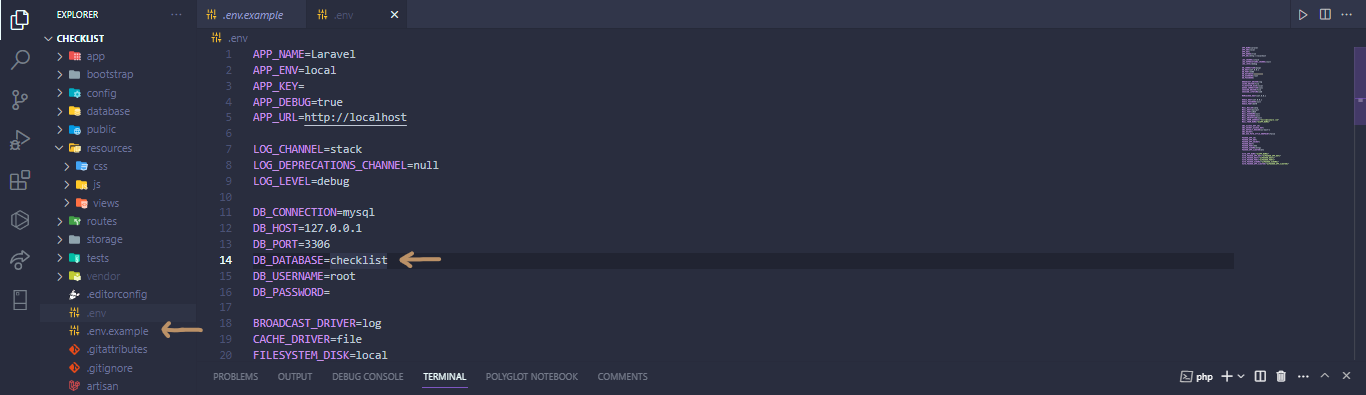 EXPLORER
CHECKLIST
app
bootstrap
config
database
public
resources
css
js
views
routes
storage
tests
vendor
.editorconfig
.env
.env.example
.gitattributes
.gitignore
artisan
.env.example
.env
.env
1 APP_NAME=Laravel
2 APP_ENV=local
3 APP_KEY=
4 APP_DEBUG=true
5 APP_URL=http://localhost
6
7 LOG_CHANNEL=stack
8 LOG_DEPRECATIONS_CHANNEL=null
9 LOG_LEVEL=debug
10
11 DB_CONNECTION=mysql
12 DB_HOST=127.0.0.1
13 DB_PORT=3306
14 DB_DATABASE=checklist
15 DB_USERNAME=root
16 DB_PASSWORD=
17
18 BROADCAST_DRIVER=log
19 CACHE_DRIVER=file
20 FILESYSTEM_DISK=local
PROBLEMS OUTPUT DEBUG CONSOLE TERMINAL POLYGLOT NOTEBOOK COMMENTS php